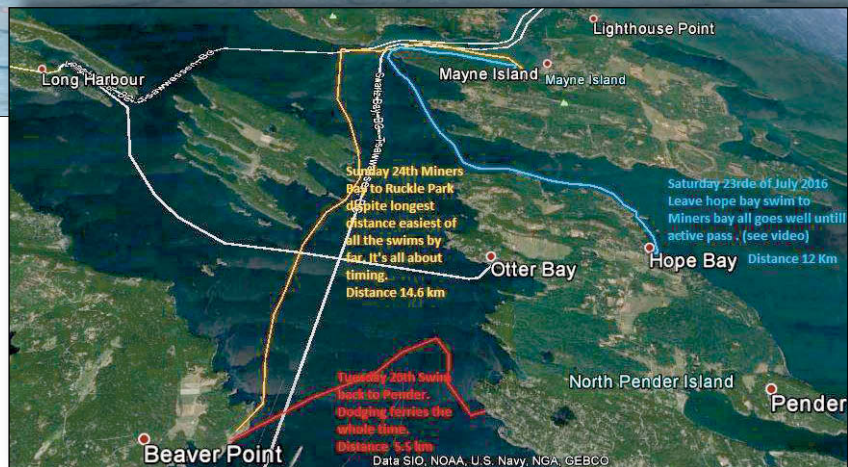 Lighthouse Point
Long Harbour
Mayne Island
Mayne Island
Sunday 24th Miners
Bay to Ruckle Park
dispite longest
distance easiest of
all the swims by
far. It's all about
timing.
Distance 14.6 km
Saturday 23rde of July 2016
Leave hope bay swim to
Miners bay all goes well untill
active pass . (see video)
Distance 12 Km
Hope Bay
Otter Bay
North Pender Island
Pender
Tuesday 26th Swim
back to Pender.
Dodging ferries the
whole time.
Distance 5.5 km
Beaver Point
Data SIO, NOAA, U.S. Navy, NGA, GEBCO